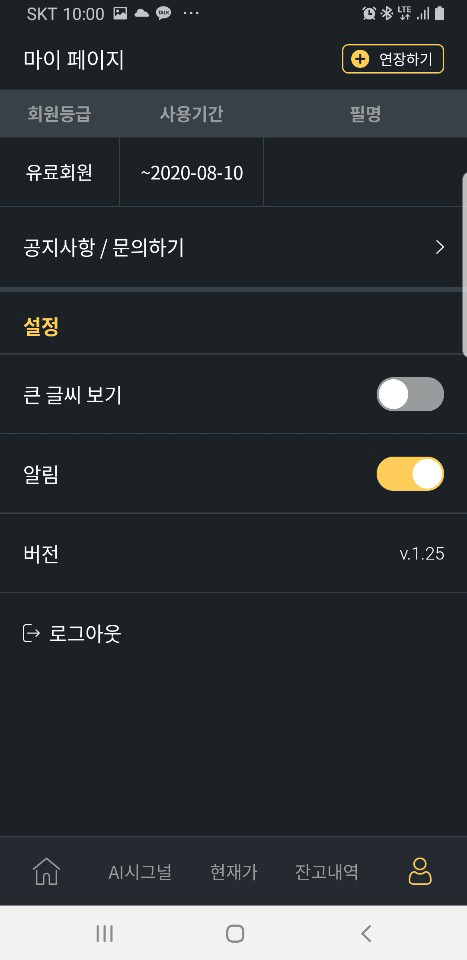 SKT 10:00 TALK ··· LTE
마이 페이지 연장하기
회원등급 사용기간 필명
유료회원 ~2020-08-10
공지사항 / 문의하기
설정
큰 글씨 보기
알림
버전 v.1.25
로그아웃
AI시그널 현재가 잔고내역